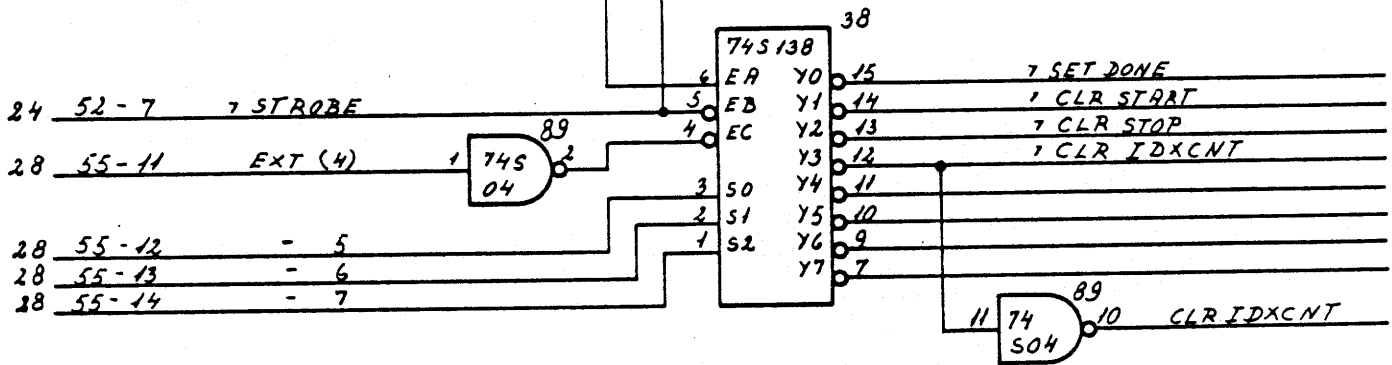 38
74S138
6 EA Y0 15 ¬ SET DONE
24 52-7 ¬ STROBE 5 EB Y1 14 ¬ CLR START
4 EC Y2 13 ¬ CLR STOP
89
28 55-11 EXT (4) 1 74S 2 Y3 12 ¬ CLR IDXCNT
04
3 S0 Y4 11
2 S1 Y5 10
28 55-12 - 5 1 S2 Y6 9
28 55-13 - 6 Y7 7
28 55-14 - 7
89
11 74 10 CLR IDXCNT
S04